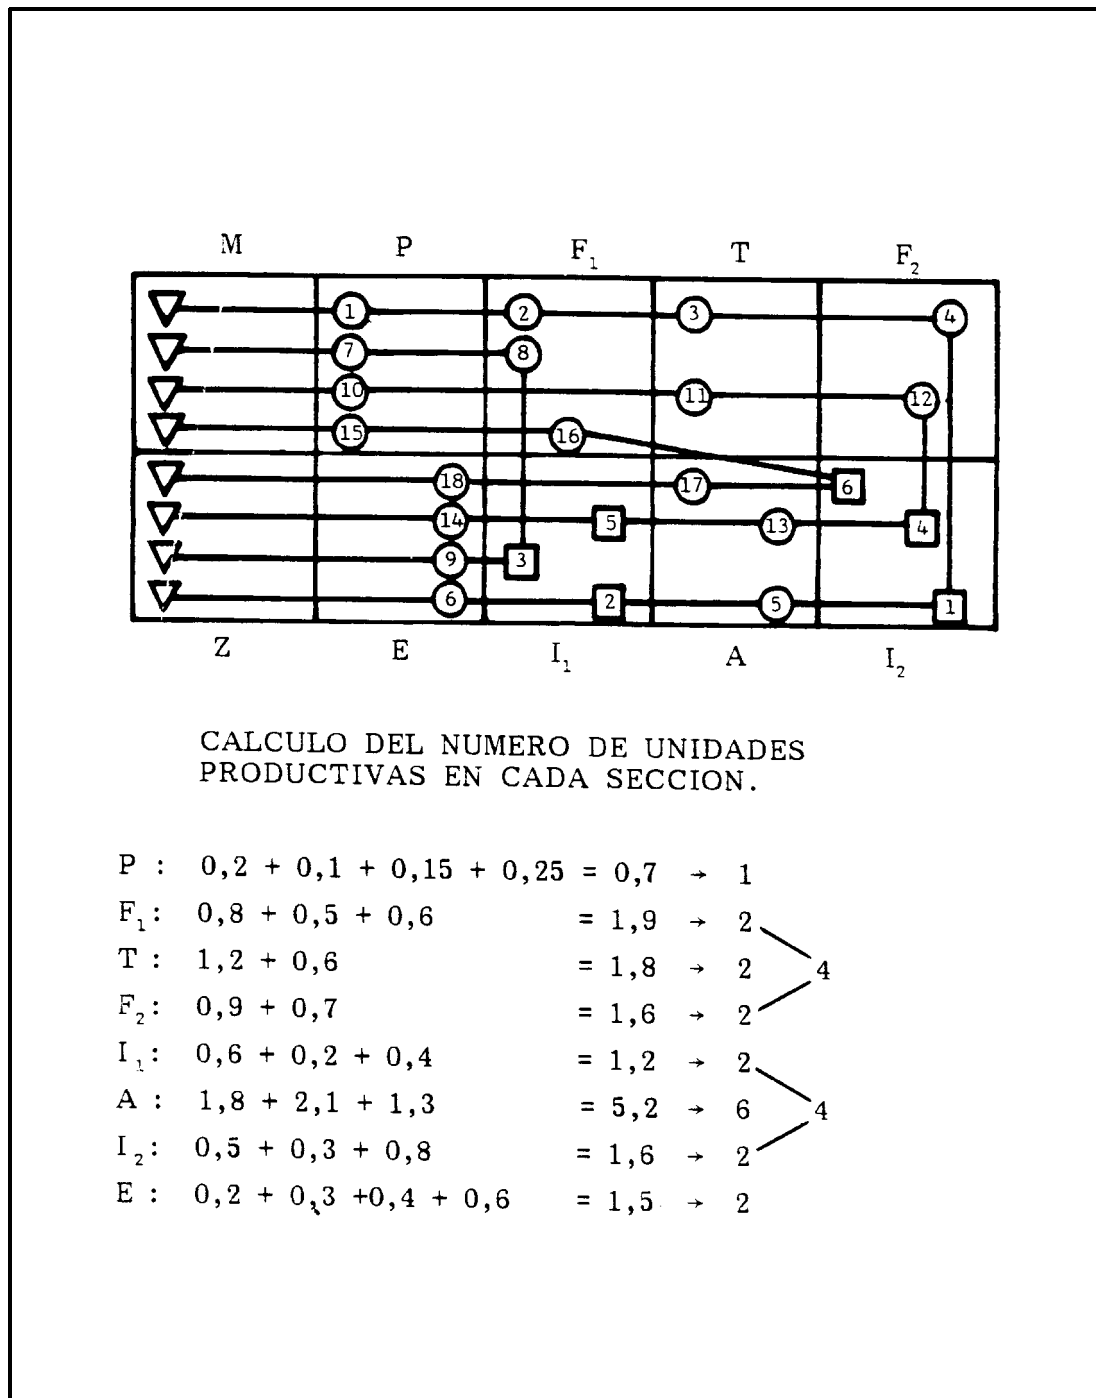 M P F₁ T F₂
1 2 3 4
7 8
10 11 12
15 16
18 17 6
14 5 13 4
9 3
6 2 5 1
Z E I₁ A I₂
CALCULO DEL NUMERO DE UNIDADES
PRODUCTIVAS EN CADA SECCION.
P : 0,2 + 0,1 + 0,15 + 0,25 = 0,7 → 1
F₁: 0,8 + 0,5 + 0,6 = 1,9 → 2
T : 1,2 + 0,6 = 1,8 → 2 4
F₂: 0,9 + 0,7 = 1,6 → 2
I₁: 0,6 + 0,2 + 0,4 = 1,2 → 2
A : 1,8 + 2,1 + 1,3 = 5,2 → 6 4
I₂: 0,5 + 0,3 + 0,8 = 1,6 → 2
E : 0,2 + 0,3 +0,4 + 0,6 = 1,5 → 2